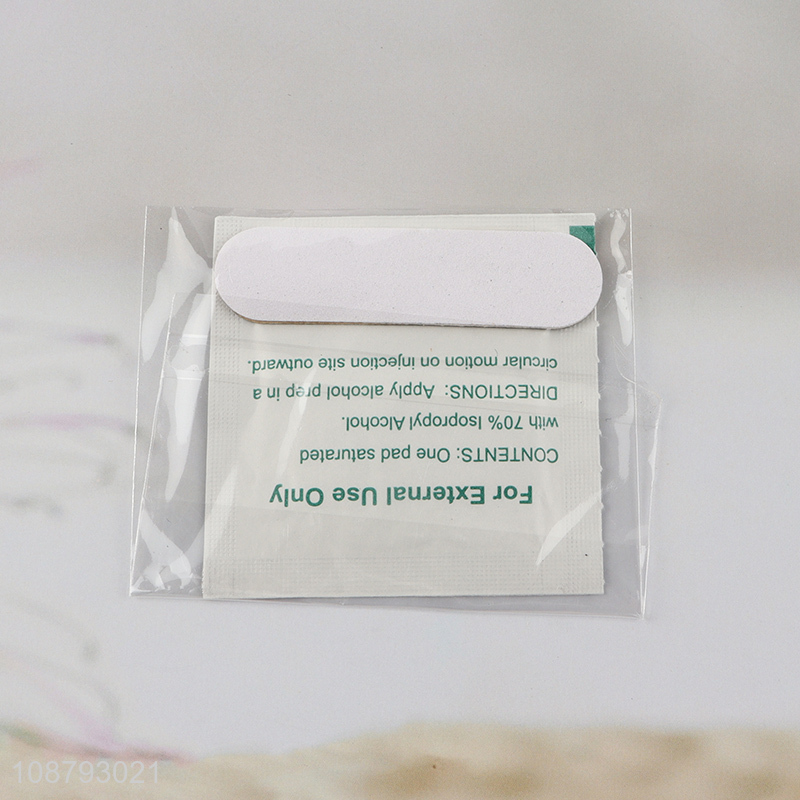 For External Use Only
CONTENTS: One pad saturated
with 70% Isopropyl Alcohol.
DIRECTIONS: Apply alcohol prep in a
circular motion on injection site outward.
108793021